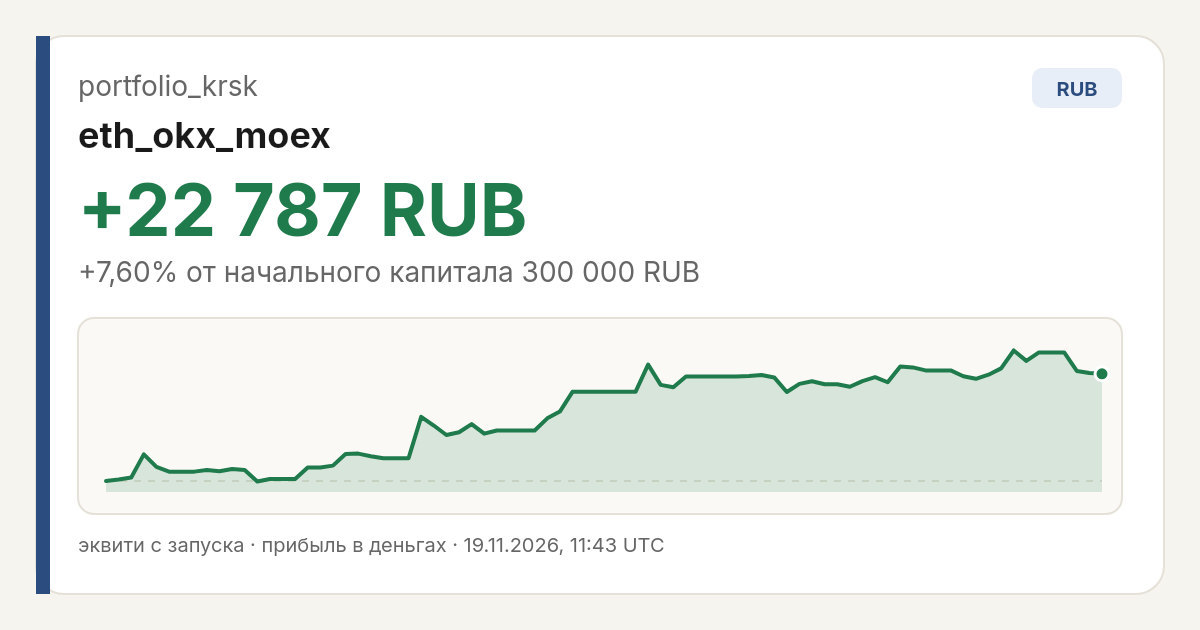 portfolio_krsk
RUB
eth_okx_moex
+22 787 RUB
+7,60% от начального капитала 300 000 RUB
эквити с запуска · прибыль в деньгах · 19.11.2026, 11:43 UTC